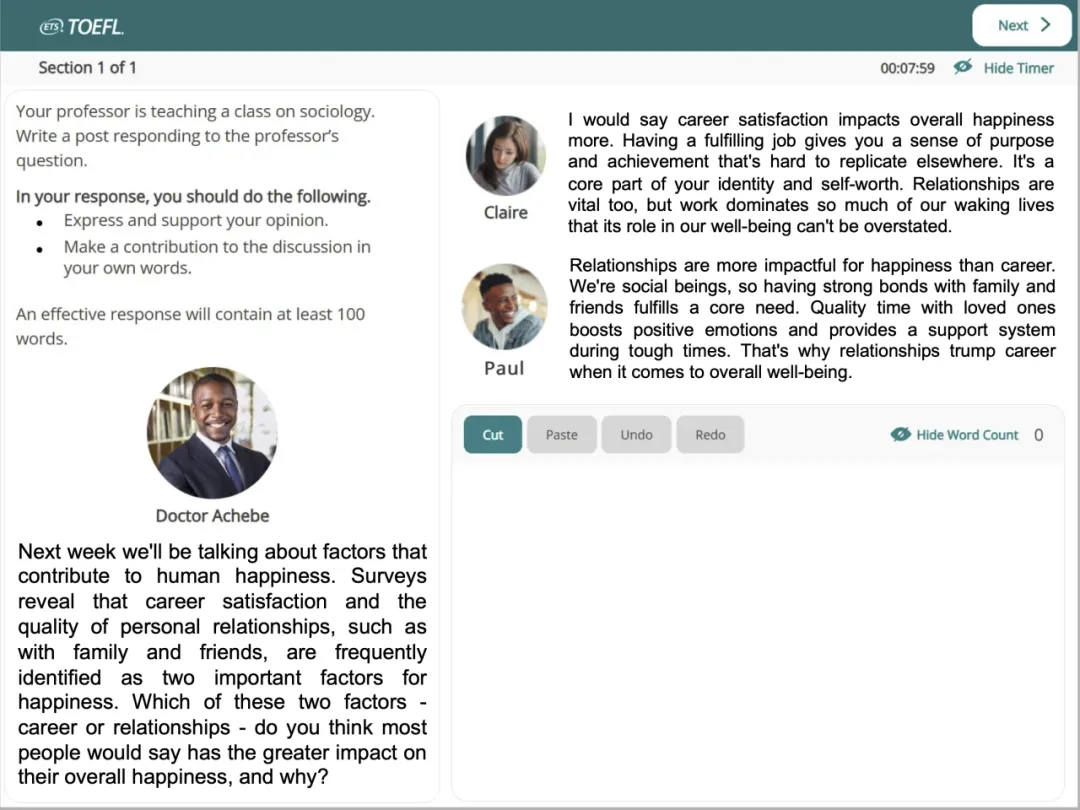 ETS TOEFL.
Next
Section 1 of 1
00:07:59
Hide Timer
Your professor is teaching a class on sociology.
Write a post responding to the professor's
question.
In your response, you should do the following.
• Express and support your opinion.
• Make a contribution to the discussion in
your own words.
An effective response will contain at least 100
words.
Doctor Achebe
Next week we'll be talking about factors that
contribute to human happiness. Surveys
reveal that career satisfaction and the
quality of personal relationships, such as
with family and friends, are frequently
identified as two important factors for
happiness. Which of these two factors -
career or relationships - do you think most
people would say has the greater impact on
their overall happiness, and why?
Claire
I would say career satisfaction impacts overall happiness
more. Having a fulfilling job gives you a sense of purpose
and achievement that's hard to replicate elsewhere. It's a
core part of your identity and self-worth. Relationships are
vital too, but work dominates so much of our waking lives
that its role in our well-being can't be overstated.
Paul
Relationships are more impactful for happiness than career.
We're social beings, so having strong bonds with family and
friends fulfills a core need. Quality time with loved ones
boosts positive emotions and provides a support system
during tough times. That's why relationships trump career
when it comes to overall well-being.
Cut
Paste
Undo
Redo
Hide Word Count
0